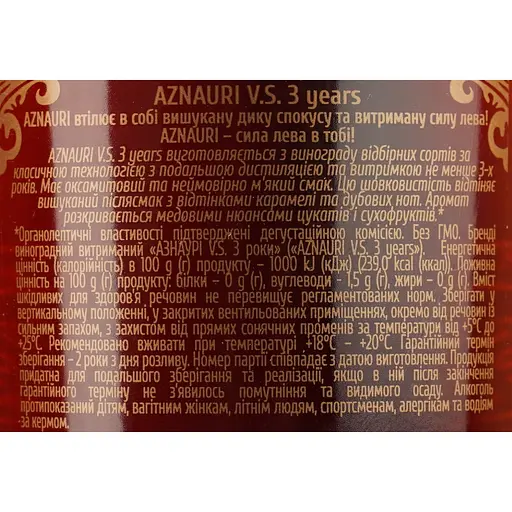 AZNAURI V.S. 3 years
AZNAURI втілює в собі вишукану дику спокусу та витриману силу лева!
AZNAURI – сила лева в тобі!
AZNAURI V.S. 3 years виготовляється з винограду відбірних сортів за
класичною технологією з подальшою дистиляцією та витримкою не менше 3-х
років. Має оксамитовий та неймовірно м'який смак. Цю шовковистість відтіняє
вишуканий післясмак з відтінками карамелі та дубових нот. Аромат
розкривається медовими нюансами цукатів і сухофруктів.*
*Органолептичні властивості підтверджені дегустаційною комісією. Без ГМО. Бренді
виноградний витриманий «АЗНАУРІ V.S. 3 роки» («AZNAURI V.S. 3 years». Енергетична
цінність (калорійність) в 100 g (г) продукту – 1000 kJ (кДж) (239,0 kcal (ккал). Поживна
цінність на 100 g (г) продукту: білки – 0 g (г), вуглеводи – 1,5 g (г), жири – 0 g (г). Вміст
шкідливих для здоров'я речовин не перевищує регламентованих норм. Зберігати у
вертикальному положенні, у закритих вентильованих приміщеннях, окремо від речовин із
сильним запахом, з захистом від прямих сонячних променів за температури від +5°C до
+25°C. Рекомендовано вживати при температурі +18°C – +20°C. Гарантійний термін
зберігання – 2 роки з дня розливу. Номер партії співпадає з датою виготовлення. Продукція
придатна для подальшого зберігання та реалізації, якщо в ній після закінчення
гарантійного терміну не з'явилось помутніння та видимого осаду. Алкоголь
протипоказаний дітям, вагітним жінкам, літнім людям, спортсменам, алергікам та водіям
за кермом.